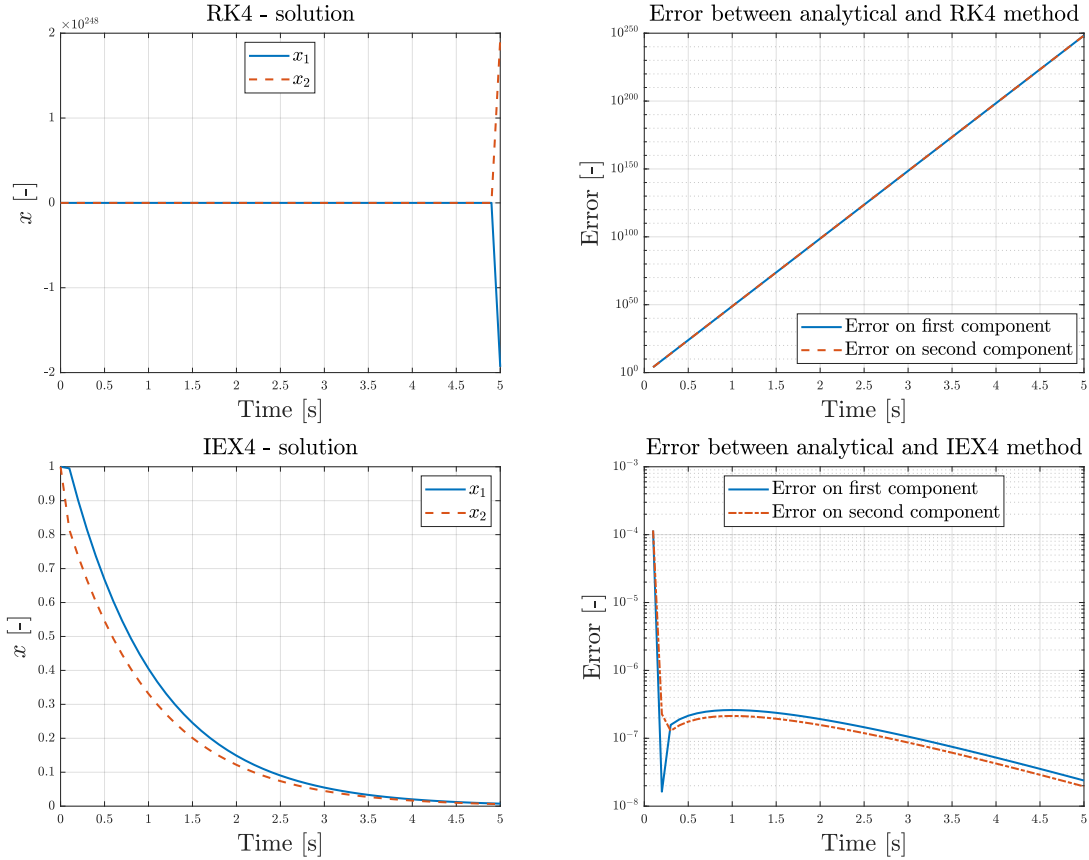 RK4 - solution
×10^248
2
1
0
-1
-2
x [-]
x₁
x₂
0 0.5 1 1.5 2 2.5 3 3.5 4 4.5 5
Time [s]
Error between analytical and RK4 method
10^250
10^200
10^150
10^100
10^50
10^0
Error [-]
Error on first component
Error on second component
0 0.5 1 1.5 2 2.5 3 3.5 4 4.5 5
Time [s]
IEX4 - solution
1
0.9
0.8
0.7
0.6
0.5
0.4
0.3
0.2
0.1
0
x [-]
x₁
x₂
0 0.5 1 1.5 2 2.5 3 3.5 4 4.5 5
Time [s]
Error between analytical and IEX4 method
10^-3
10^-4
10^-5
10^-6
10^-7
10^-8
Error [-]
Error on first component
Error on second component
0 0.5 1 1.5 2 2.5 3 3.5 4 4.5 5
Time [s]